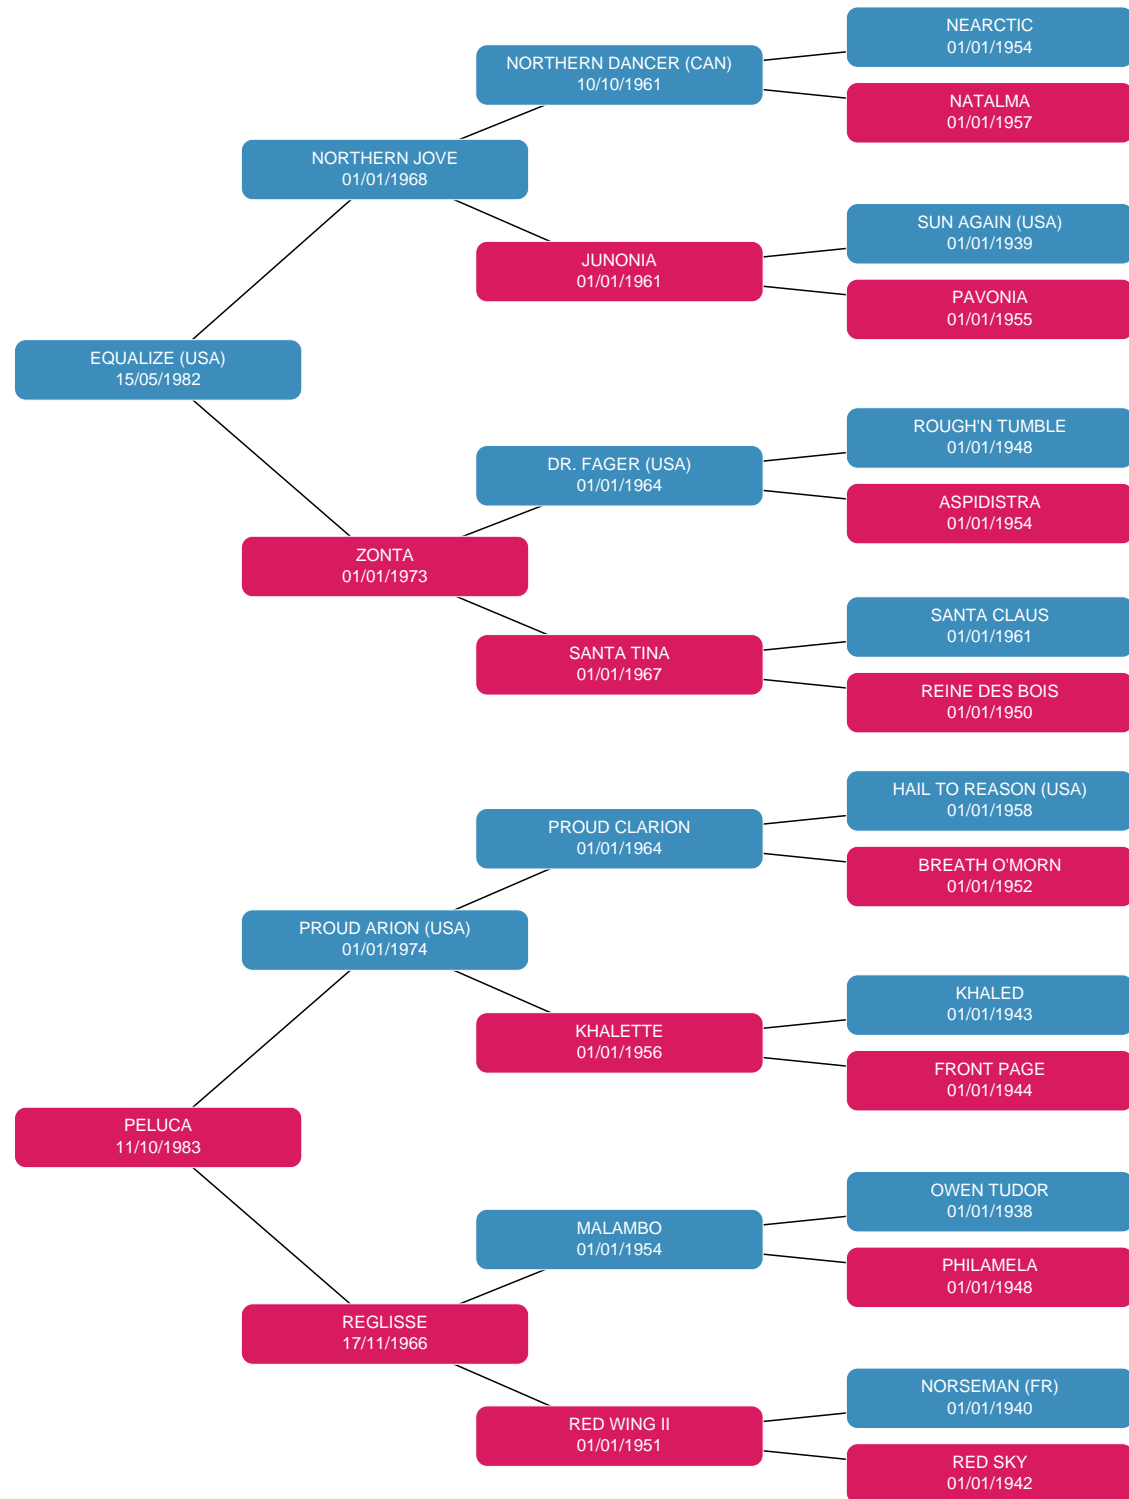 NEARCTIC
01/01/1954
NORTHERN DANCER (CAN)
10/10/1961
NATALMA
01/01/1957
NORTHERN JOVE
01/01/1968
SUN AGAIN (USA)
01/01/1939
JUNONIA
01/01/1961
PAVONIA
01/01/1955
EQUALIZE (USA)
15/05/1982
ROUGH'N TUMBLE
01/01/1948
DR. FAGER (USA)
01/01/1964
ASPIDISTRA
01/01/1954
ZONTA
01/01/1973
SANTA CLAUS
01/01/1961
SANTA TINA
01/01/1967
REINE DES BOIS
01/01/1950
HAIL TO REASON (USA)
01/01/1958
PROUD CLARION
01/01/1964
BREATH O'MORN
01/01/1952
PROUD ARION (USA)
01/01/1974
KHALED
01/01/1943
KHALETTE
01/01/1956
FRONT PAGE
01/01/1944
PELUCA
11/10/1983
OWEN TUDOR
01/01/1938
MALAMBO
01/01/1954
PHILAMELA
01/01/1948
REGLISSE
17/11/1966
NORSEMAN (FR)
01/01/1940
RED WING II
01/01/1951
RED SKY
01/01/1942